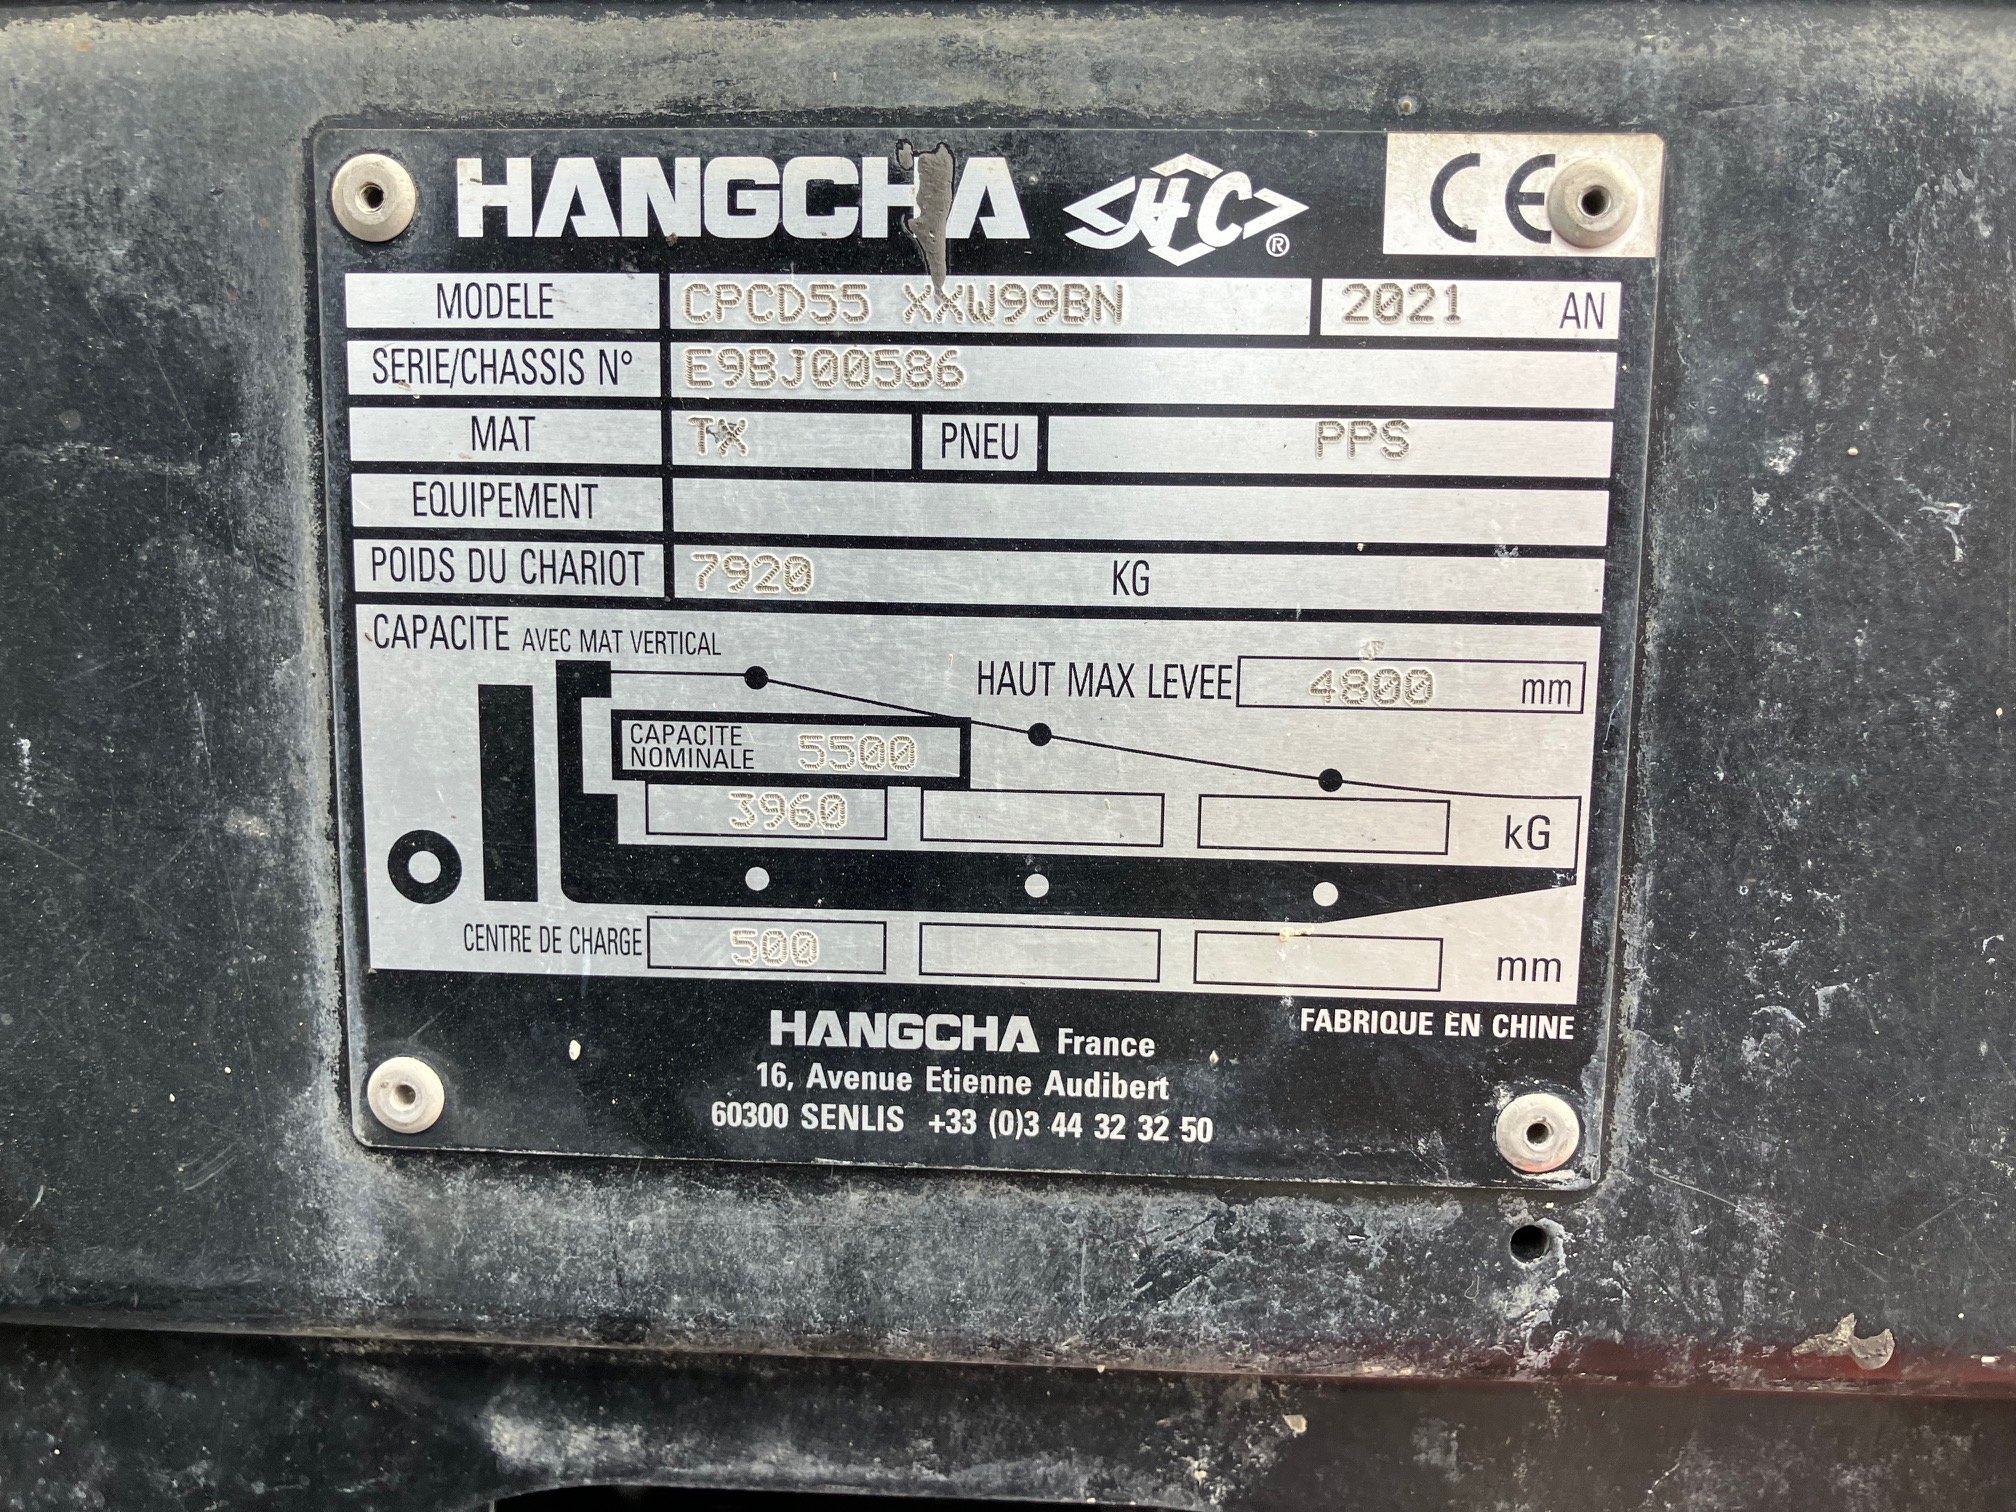 HANGCHA HC ®
CE
MODELE CPCD55 XXW99BN 2021 AN
SERIE/CHASSIS N° E9BJ00586
MAT TX PNEU PPS
EQUIPEMENT
POIDS DU CHARIOT 7920 KG
CAPACITE AVEC MAT VERTICAL
HAUT MAX LEVEE 4800 mm
CAPACITE
NOMINALE 5500
3960 kG
CENTRE DE CHARGE 500 mm
HANGCHA France
FABRIQUE EN CHINE
16, Avenue Etienne Audibert
60300 SENLIS +33 (0)3 44 32 32 50